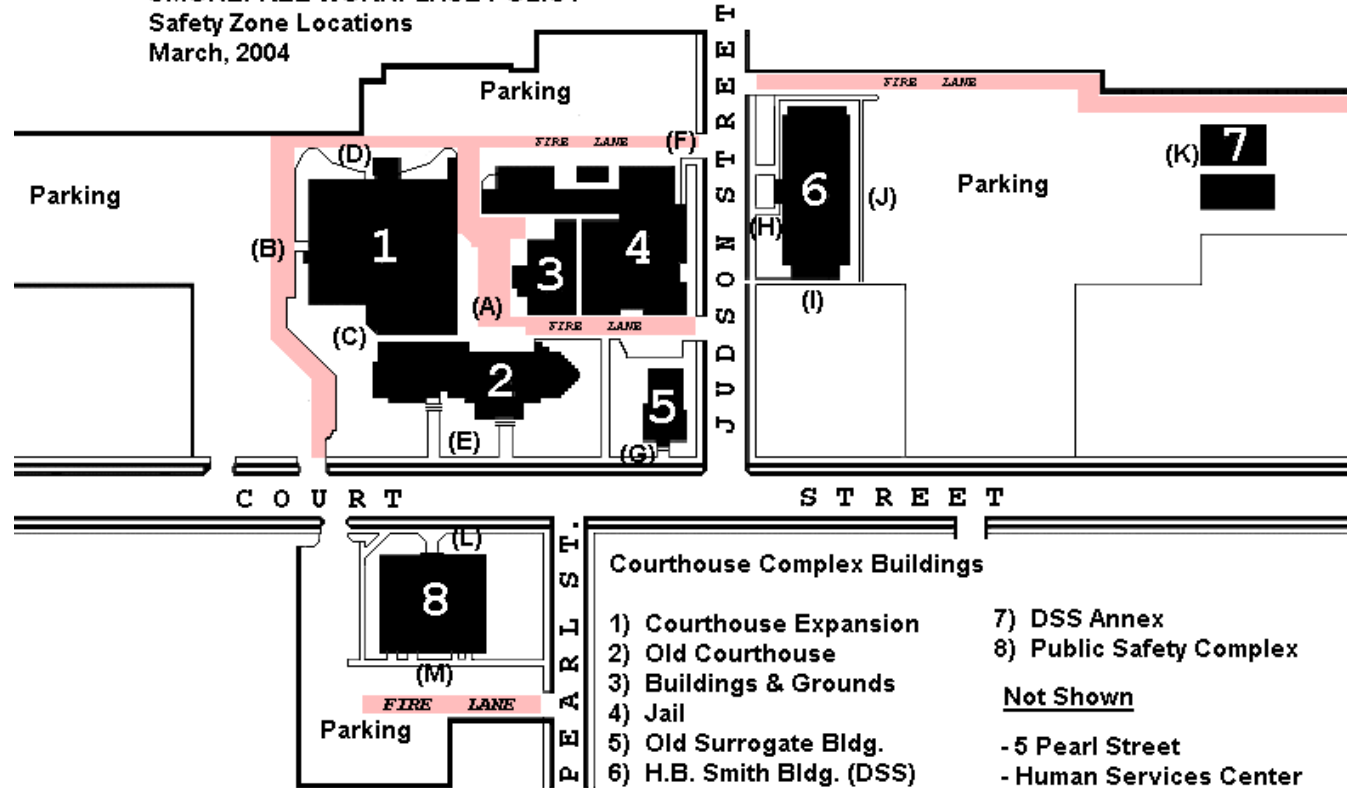 Safety Zone Locations
March, 2004
Parking
FIRE LANE
Parking
(D)
FIRE LANE
(F)
(K)
7
1
(B)
6
(J)
Parking
(H)
4
3
(A)
(I)
FIRE LANE
(C)
2
5
(E)
(G)
JUDSON STREET
COURT STREET
(L)
8
(M)
FIRE LANE
Parking
PEARL ST.
Courthouse Complex Buildings
1) Courthouse Expansion
2) Old Courthouse
3) Buildings & Grounds
4) Jail
5) Old Surrogate Bldg.
6) H.B. Smith Bldg. (DSS)
7) DSS Annex
8) Public Safety Complex
Not Shown
- 5 Pearl Street
- Human Services Center